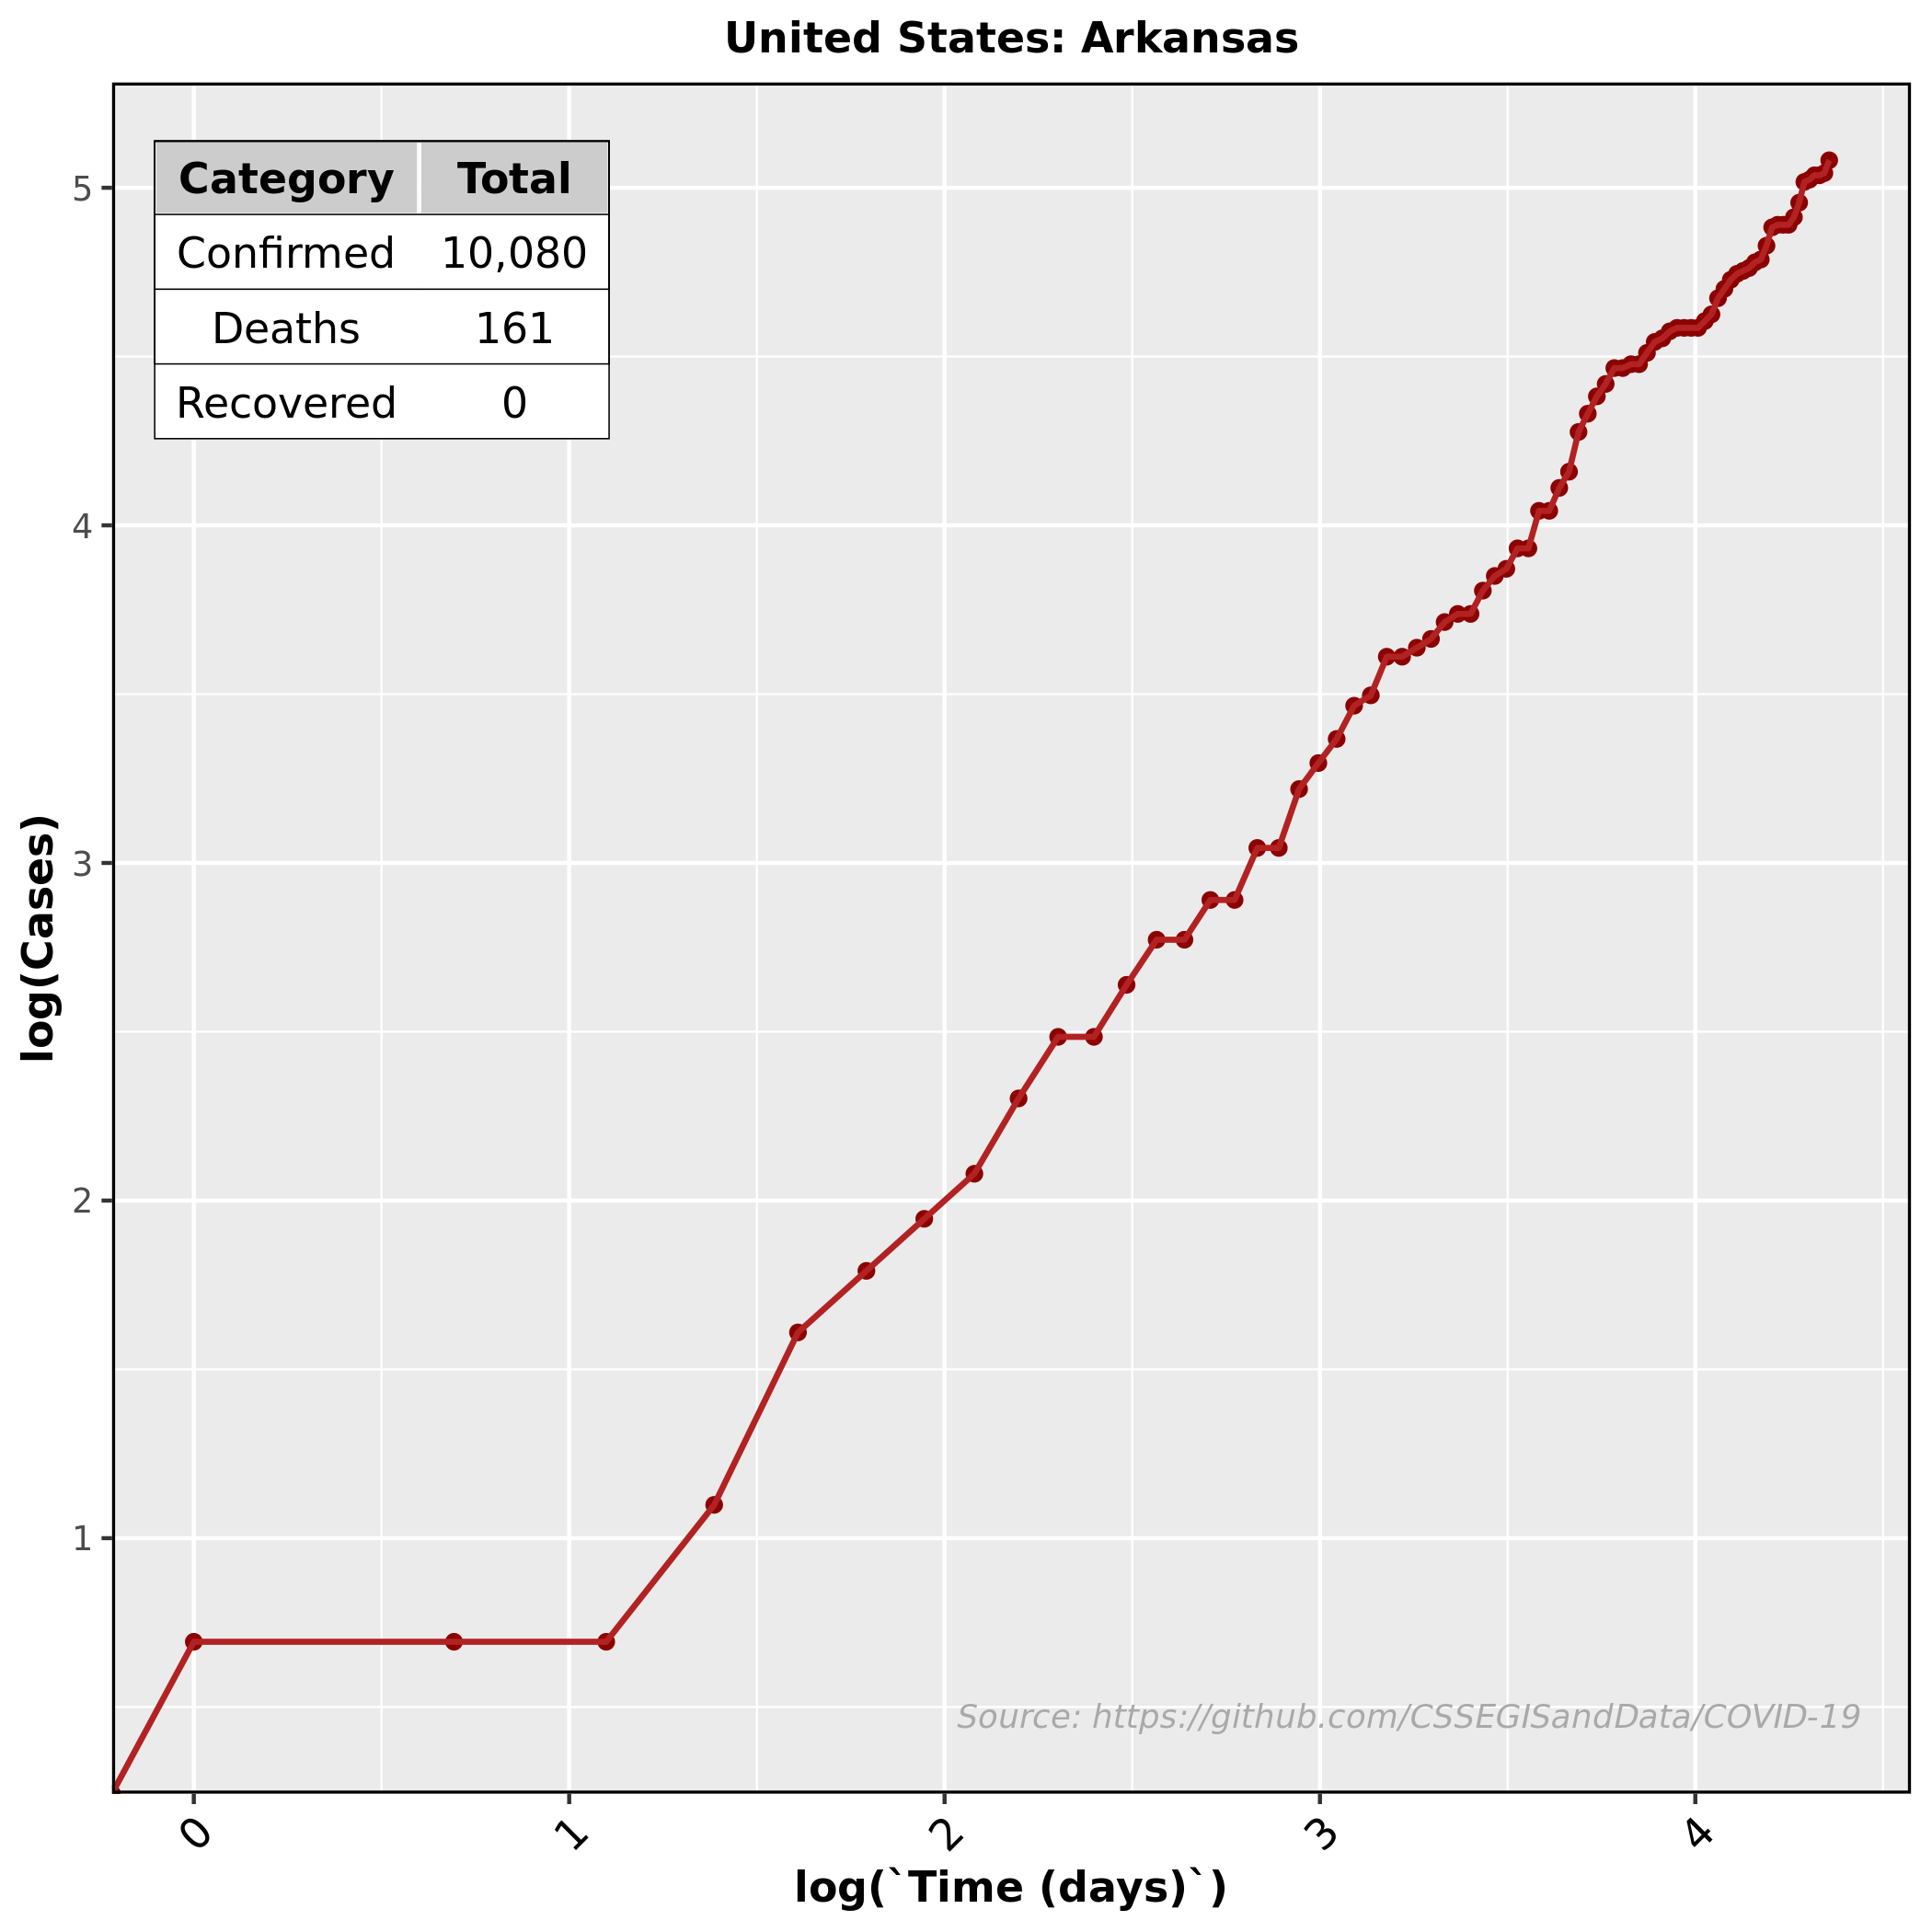 United States: Arkansas
Category Total
Confirmed 10,080
Deaths 161
Recovered 0
5
4
3
2
1
log(Cases)
Source: https://github.com/CSSEGISandData/COVID-19
0 1 2 3 4
log(`Time (days)`)